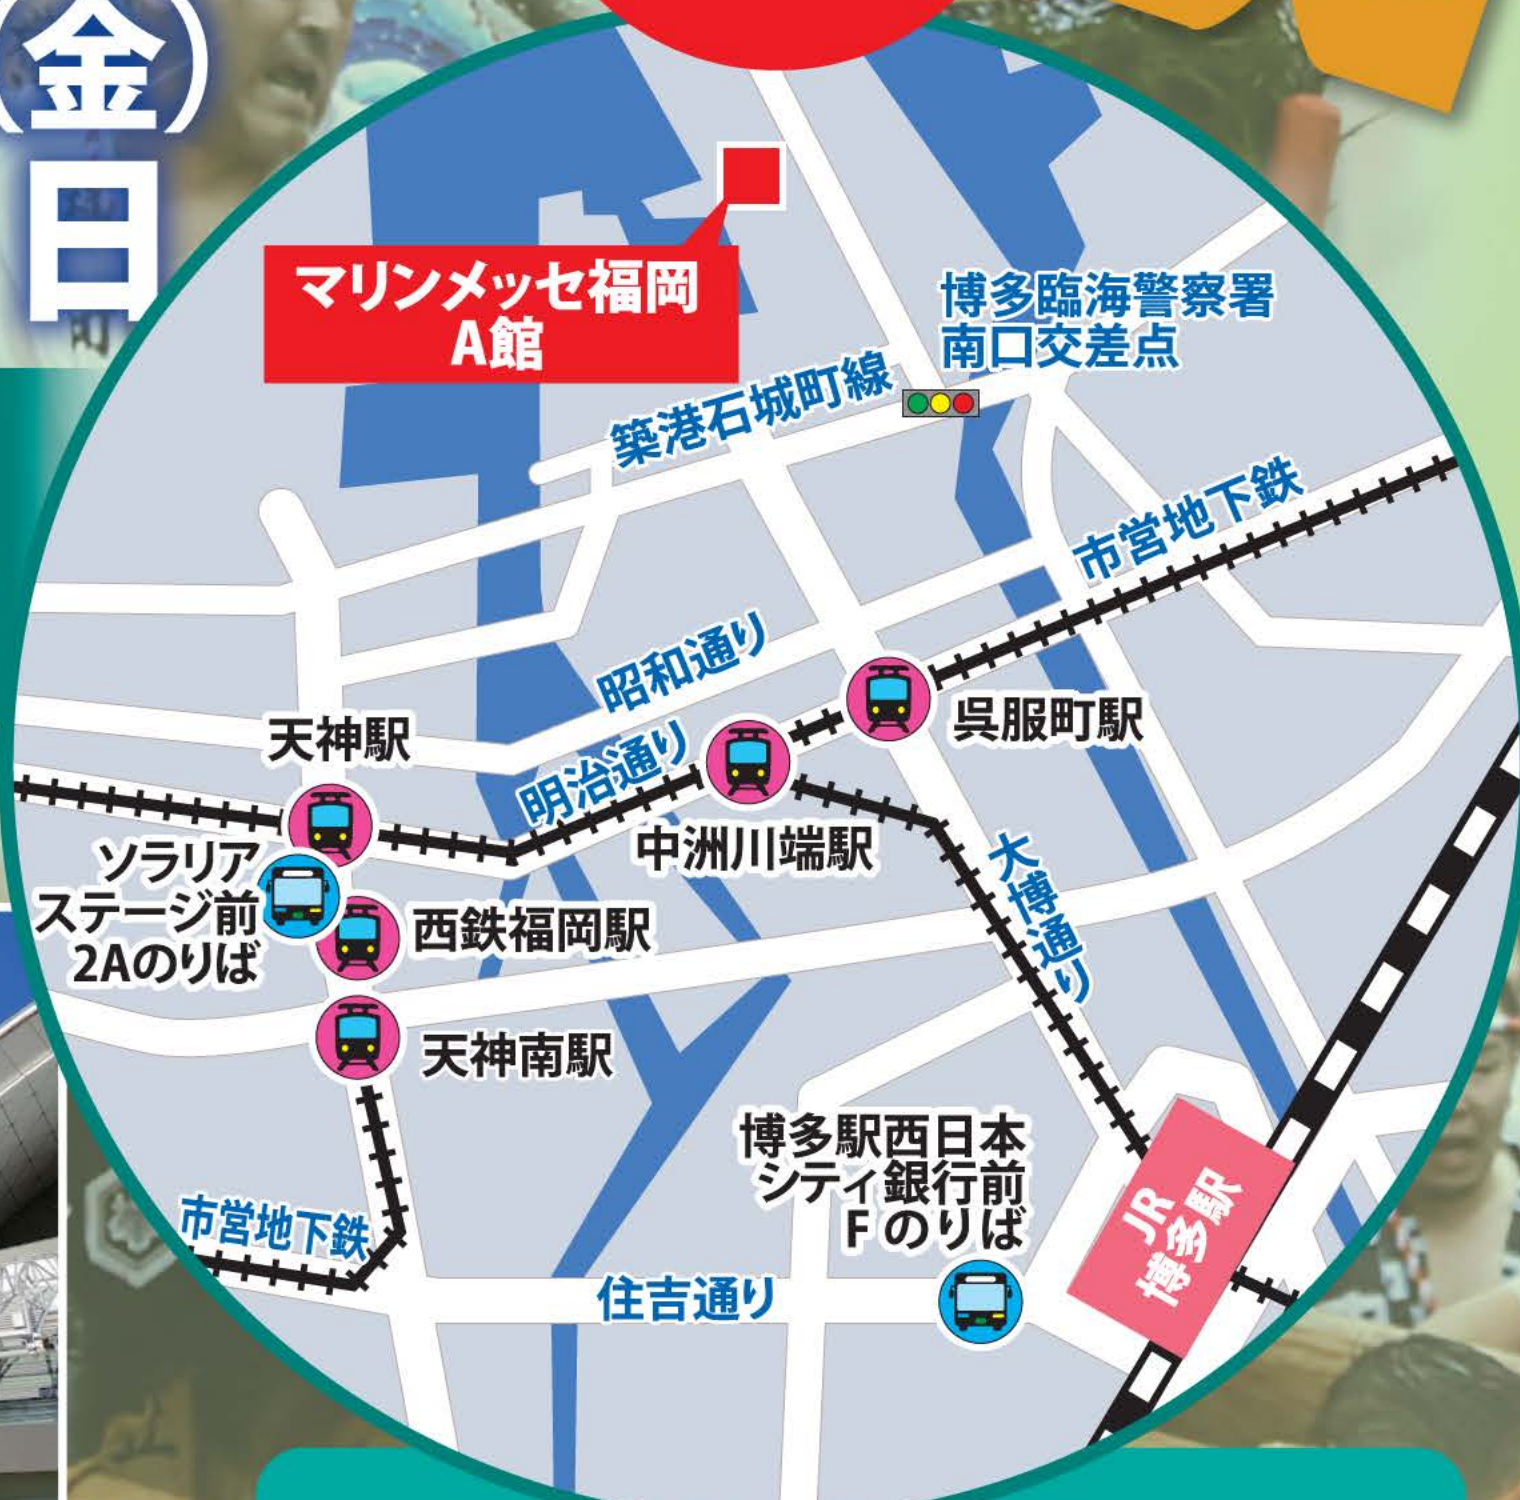 (金)
日
マリンメッセ福岡
A館
博多臨海警察署
南口交差点
築港石城町線
市営地下鉄
昭和通り
呉服町駅
天神駅
明治通り
中洲川端駅
ソラリア
ステージ前
2Aのりば
西鉄福岡駅
大博通り
天神南駅
博多駅西日本
シティ銀行前
Fのりば
JR
博多駅
市営地下鉄
住吉通り